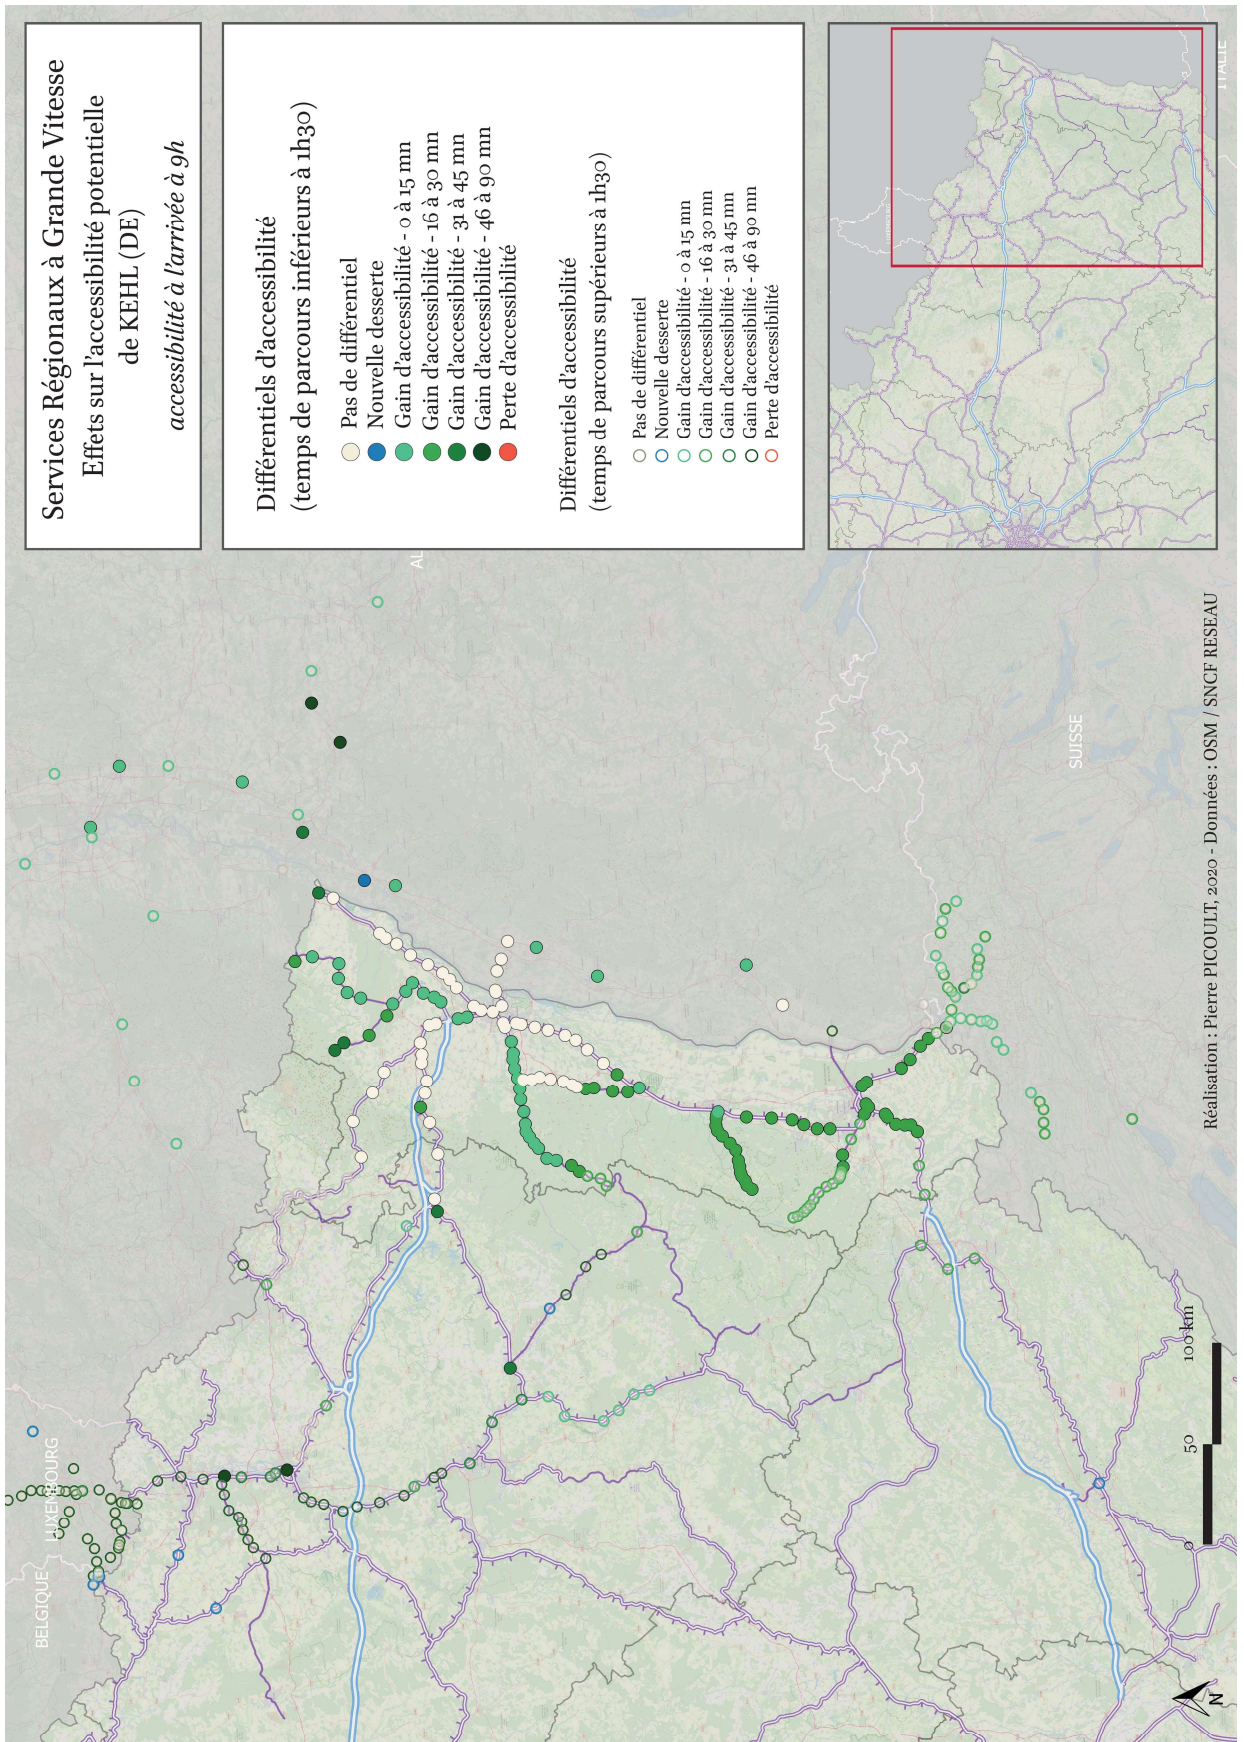 Services Régionaux à Grande Vitesse
Effets sur l'accessibilité potentielle
de KEHL (DE)
accessibilité à l'arrivée à 9h
Différentiels d'accessibilité
(temps de parcours inférieurs à 1h30)
Pas de différentiel
Nouvelle desserte
Gain d'accessibilité - 0 à 15 mn
Gain d'accessibilité - 16 à 30 mn
Gain d'accessibilité - 31 à 45 mn
Gain d'accessibilité - 46 à 90 mn
Perte d'accessibilité
Différentiels d'accessibilité
(temps de parcours supérieurs à 1h30)
Pas de différentiel
Nouvelle desserte
Gain d'accessibilité - 0 à 15 mn
Gain d'accessibilité - 16 à 30 mn
Gain d'accessibilité - 31 à 45 mn
Gain d'accessibilité - 46 à 90 mn
Perte d'accessibilité
BELGIQUE
LUXEMBOURG
AL
SUISSE
ITALIE
0 50 100 km
N
Réalisation : Pierre PICOULT, 2020 - Données : OSM / SNCF RESEAU